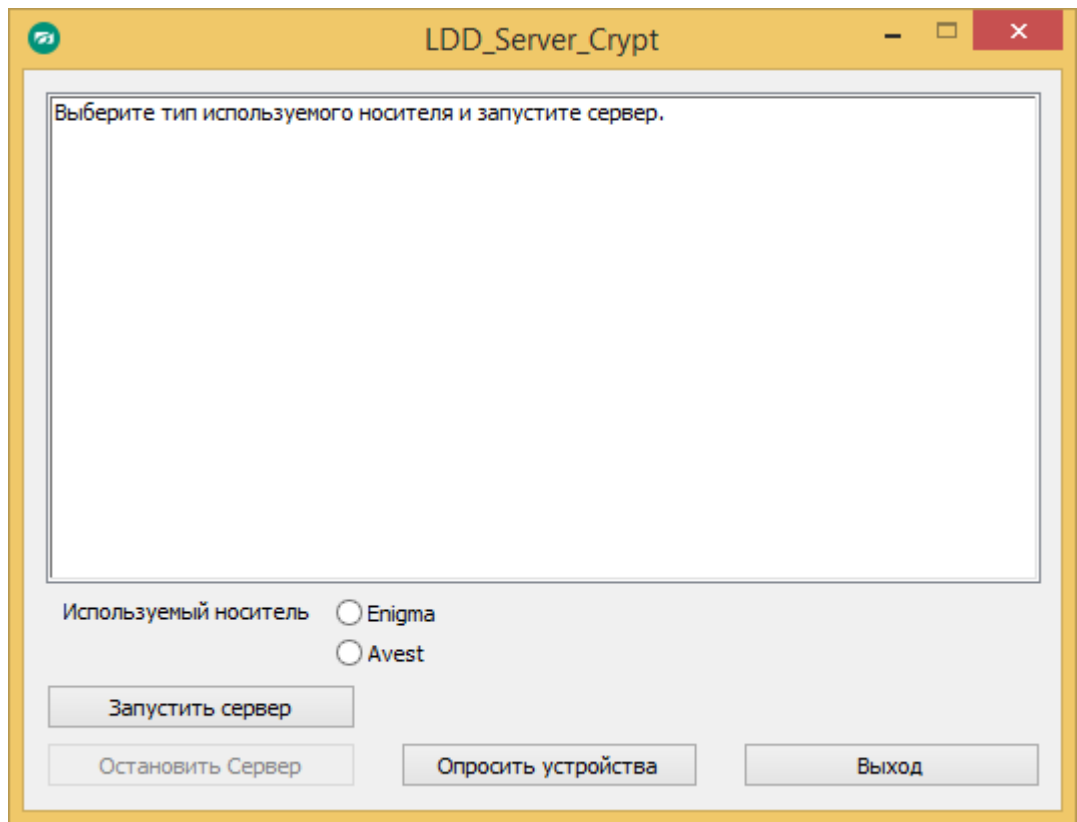 LDD_Server_Crypt
Выберите тип используемого носителя и запустите сервер.
Используемый носитель
Enigma
Avest
Запустить сервер
Остановить Сервер
Опросить устройства
Выход